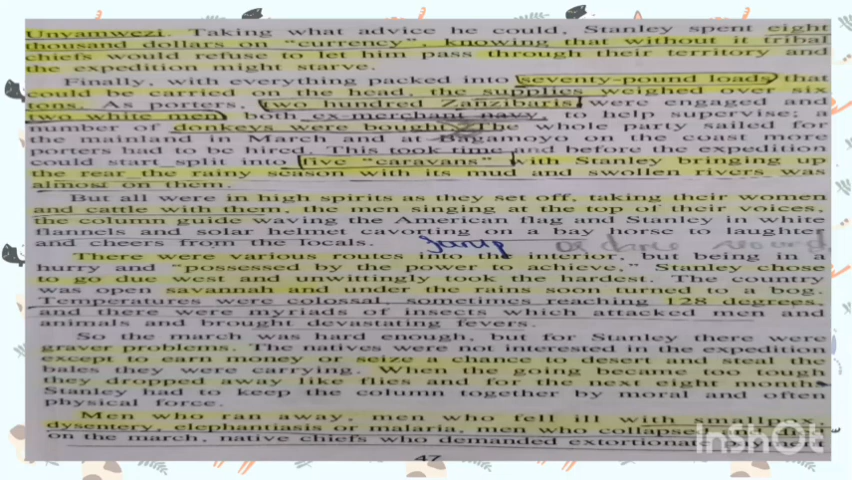 Unyamwezi. Taking what advice he could, Stanley spent eight
thousand dollars on "currency", knowing that without it tribal
chiefs would refuse to let him pass through their territory and
the expedition might starve.
Finally, with everything packed into seventy-pound loads that
could be carried on the head, the supplies weighed over six
tons. As porters, two hundred Zanzibaris were engaged and
two white men both ex-merchant navy, to help supervise; a
number of donkeys were bought. The whole party sailed for
the mainland in March and at Bagamoyo on the coast more
porters had to be hired. This took time and before the expedition
could start split into five "caravans" with Stanley bringing up
the rear the rainy season with its mud and swollen rivers was
almost on them.
But all were in high spirits as they set off, taking their women
and cattle with them, the men singing at the top of their voices,
the column guide waving the American flag and Stanley in white
flannels and solar helmet cavorting on a bay horse to laughter
and cheers from the locals. Jump or dance around
There were various routes into the interior, but being in a
hurry and "possessed by the power to achieve," Stanley chose
to go due west and unwittingly took the hardest. The country
was open savannah and under the rains soon turned to a bog.
Temperatures were colossal, sometimes reaching 128 degrees,
and there were myriads of insects which attacked men and
animals and brought devastating fevers.
So the march was hard enough, but for Stanley there were
graver problems. The natives were not interested in the expedition
except to earn money or seize a chance to desert and steal the
bales they were carrying. When the going became too tough
they dropped away like flies and for the next eight months
Stanley had to keep the column together by moral and often
physical force.
Men who ran away, men who fell ill with smallpox,
dysentery, elephantiasis or malaria, men who collapsed
on the march, native chiefs who demanded extortionate
InShOt
47